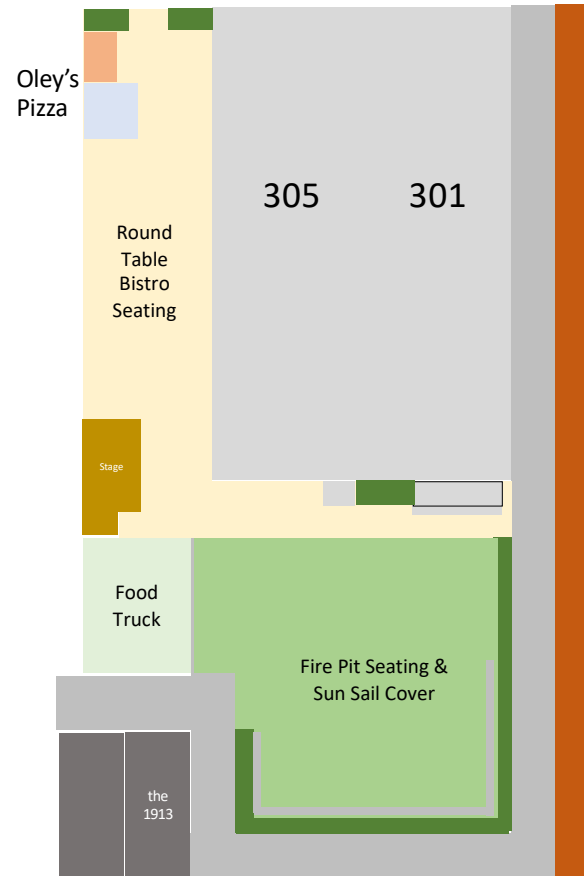 Oley's
Pizza
305 301
Round
Table
Bistro
Seating
Stage
Food
Truck
Fire Pit Seating &
Sun Sail Cover
the
1913